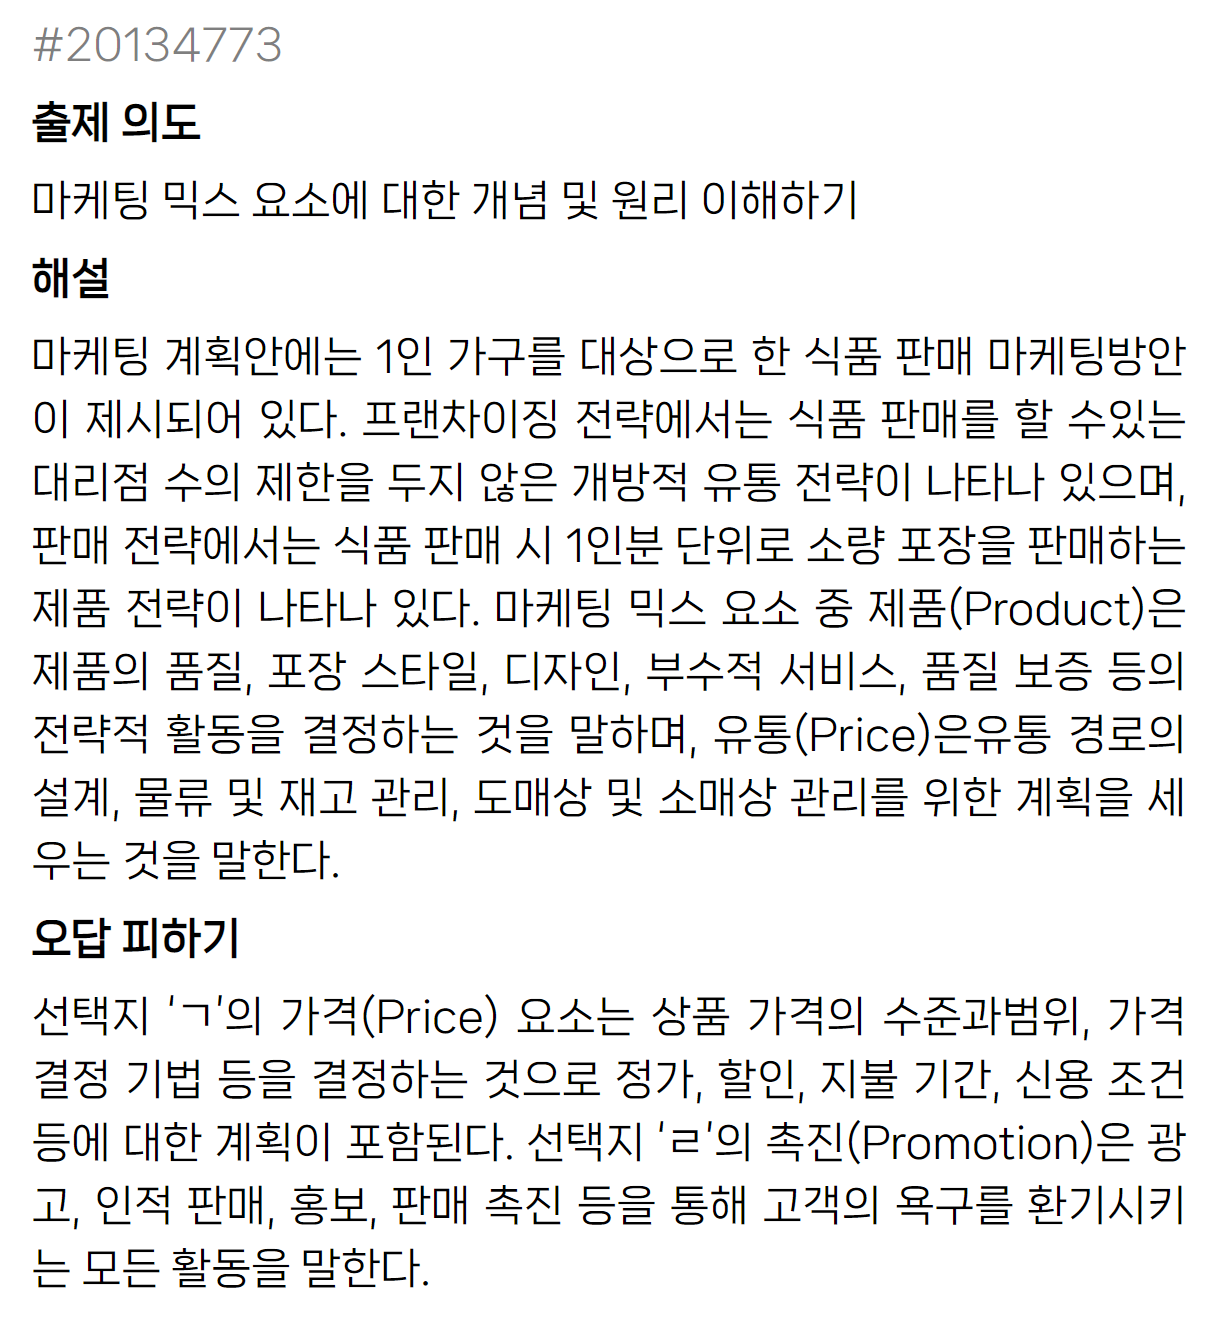 #20134773
출제 의도
마케팅 믹스 요소에 대한 개념 및 원리 이해하기
해설
마케팅 계획안에는 1인 가구를 대상으로 한 식품 판매 마케팅방안
이 제시되어 있다. 프랜차이징 전략에서는 식품 판매를 할 수있는
대리점 수의 제한을 두지 않은 개방적 유통 전략이 나타나 있으며,
판매 전략에서는 식품 판매 시 1인분 단위로 소량 포장을 판매하는
제품 전략이 나타나 있다. 마케팅 믹스 요소 중 제품(Product)은
제품의 품질, 포장 스타일, 디자인, 부수적 서비스, 품질 보증 등의
전략적 활동을 결정하는 것을 말하며, 유통(Price)은유통 경로의
설계, 물류 및 재고 관리, 도매상 및 소매상 관리를 위한 계획을 세
우는 것을 말한다.
오답 피하기
선택지 'ㄱ'의 가격(Price) 요소는 상품 가격의 수준과범위, 가격
결정 기법 등을 결정하는 것으로 정가, 할인, 지불 기간, 신용 조건
등에 대한 계획이 포함된다. 선택지 'ㄹ'의 촉진(Promotion)은 광
고, 인적 판매, 홍보, 판매 촉진 등을 통해 고객의 욕구를 환기시키
는 모든 활동을 말한다.